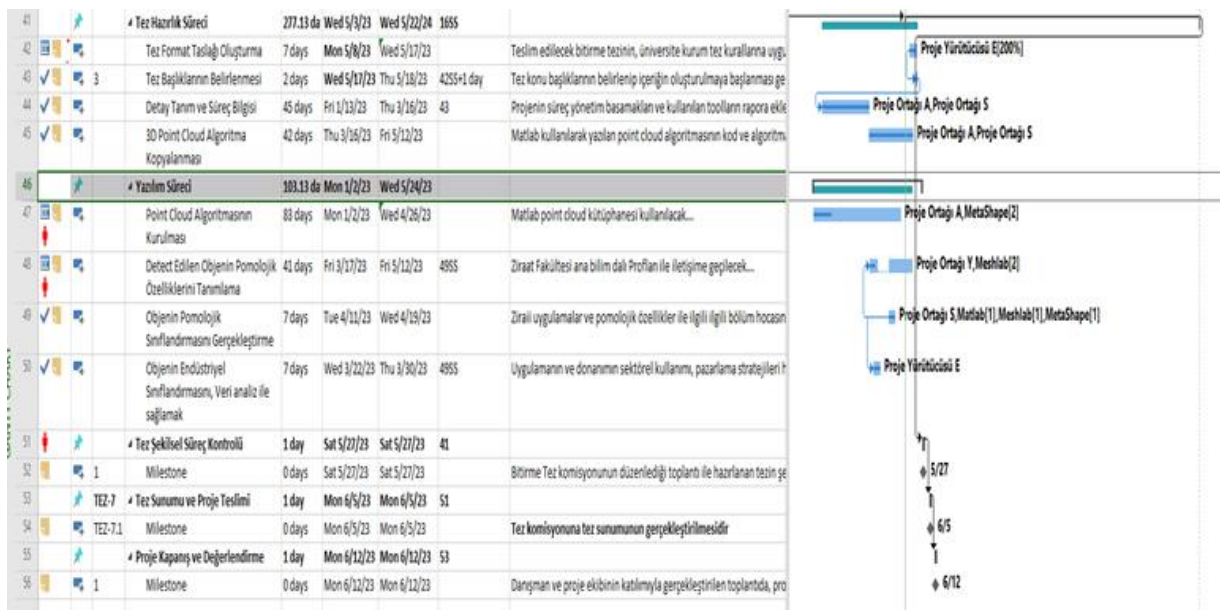 41 Tez Hazırlık Süreci 277.13 da Wed 5/3/23 Wed 5/22/24 16SS
42 Tez Format Taslağı Oluşturma 7 days Mon 5/8/23 Wed 5/17/23 Teslim edilecek bitirme tezinin, üniversite kurum tez kurallarına uygu Proje Yürütücüsü E[200%]
43 3 Tez Başlıklarının Belirlenmesi 2 days Wed 5/17/23 Thu 5/18/23 42SS+1 day Tez konu başlıklarının belirlenip içeriğin oluşturulmaya başlanması ge
44 Detay Tanım ve Süreç Bilgisi 45 days Fri 1/13/23 Thu 3/16/23 43 Projenin süreç yönetim basamakları ve kullanılan toolların rapora ekle Proje Ortağı A,Proje Ortağı S
45 3D Point Cloud Algoritma 42 days Thu 3/16/23 Fri 5/12/23 Matlab kullanılarak yazılan point cloud algoritmasının kod ve algoritm Proje Ortağı A,Proje Ortağı S
Kopyalanması
46 Yazılım Süreci 103.13 da Mon 1/2/23 Wed 5/24/23
47 Point Cloud Algoritmasının 83 days Mon 1/2/23 Wed 4/26/23 Matlab point cloud kütüphanesi kullanılacak... Proje Ortağı A,MetaShape[2]
Kurulması
48 Detect Edilen Objenin Pomolojik 41 days Fri 3/17/23 Fri 5/12/23 49SS Ziraat Fakültesi ana bilim dalı Profları ile iletişime geçilecek... Proje Ortağı Y,Meshlab[2]
Özelliklerini Tanımlama
49 Objenin Pomolojik 7 days Tue 4/11/23 Wed 4/19/23 Zirai uygulamalar ve pomolojik özellikler ile ilgili ilgili bölüm hocasın Proje Ortağı S,Matlab[1],Meshlab[1],MetaShape[1]
Sınıflandırmasını Gerçekleştirme
50 Objenin Endüstriyel 7 days Wed 3/22/23 Thu 3/30/23 49SS Uygulamanın ve donanımın sektörel kullanımı, pazarlama stratejileri h Proje Yürütücüsü E
Sınıflandırmasını, Veri analiz ile
sağlamak
51 Tez Şekilsel Süreç Kontrolü 1 day Sat 5/27/23 Sat 5/27/23 41
52 1 Milestone 0 days Sat 5/27/23 Sat 5/27/23 Bitirme Tez komisyonunun düzenlediği toplantı ile hazırlanan tezin şe 5/27
53 TEZ-7 Tez Sunumu ve Proje Teslimi 1 day Mon 6/5/23 Mon 6/5/23 51
54 TEZ-7.1 Milestone 0 days Mon 6/5/23 Mon 6/5/23 Tez komisyonuna tez sunumunun gerçekleştirilmesidir 6/5
55 Proje Kapanış ve Değerlendirme 1 day Mon 6/12/23 Mon 6/12/23 53
56 1 Milestone 0 days Mon 6/12/23 Mon 6/12/23 Danışman ve proje ekibinin katılımıyla gerçekleştirilen toplantıda, pro 6/12